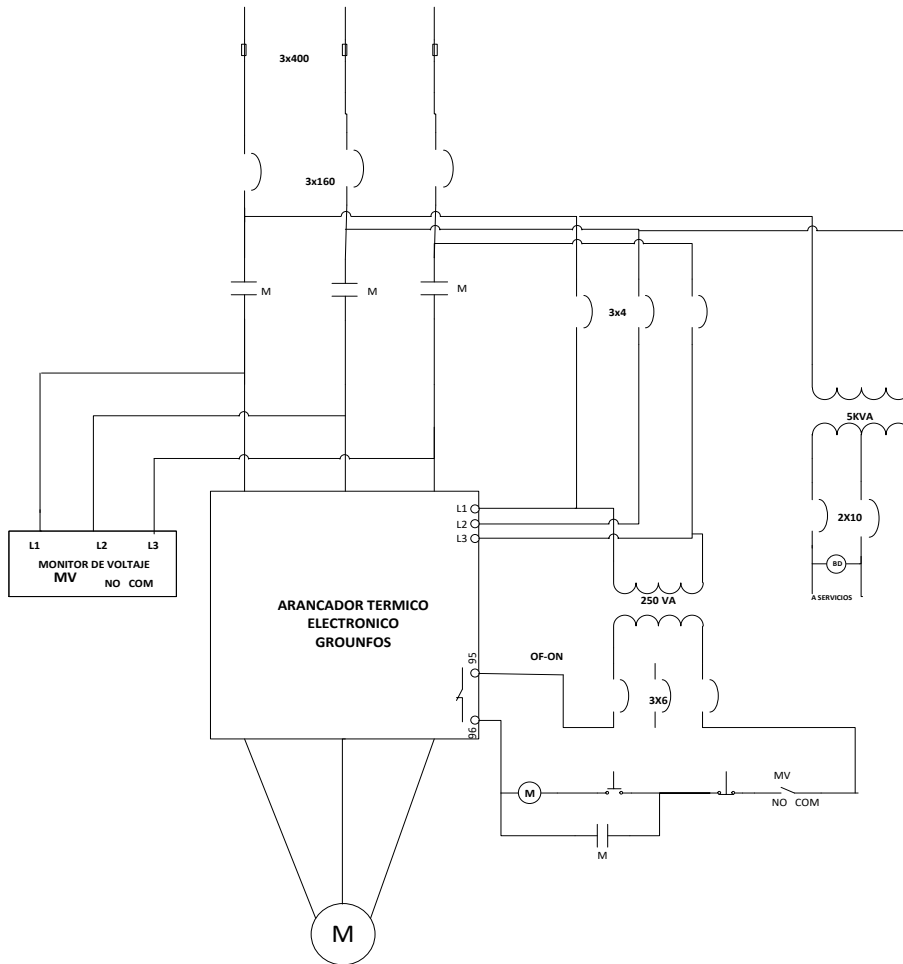 3x400
3x160
M
M
M
3x4
5KVA
L1
L2
L3
2X10
L1 L2 L3
MONITOR DE VOLTAJE
MV
NO COM
BD
A SERVICIOS
250 VA
ARANCADOR TERMICO
ELECTRONICO
GROUNFOS
95
OF-ON
3X6
96
MV
M
NO COM
M
M